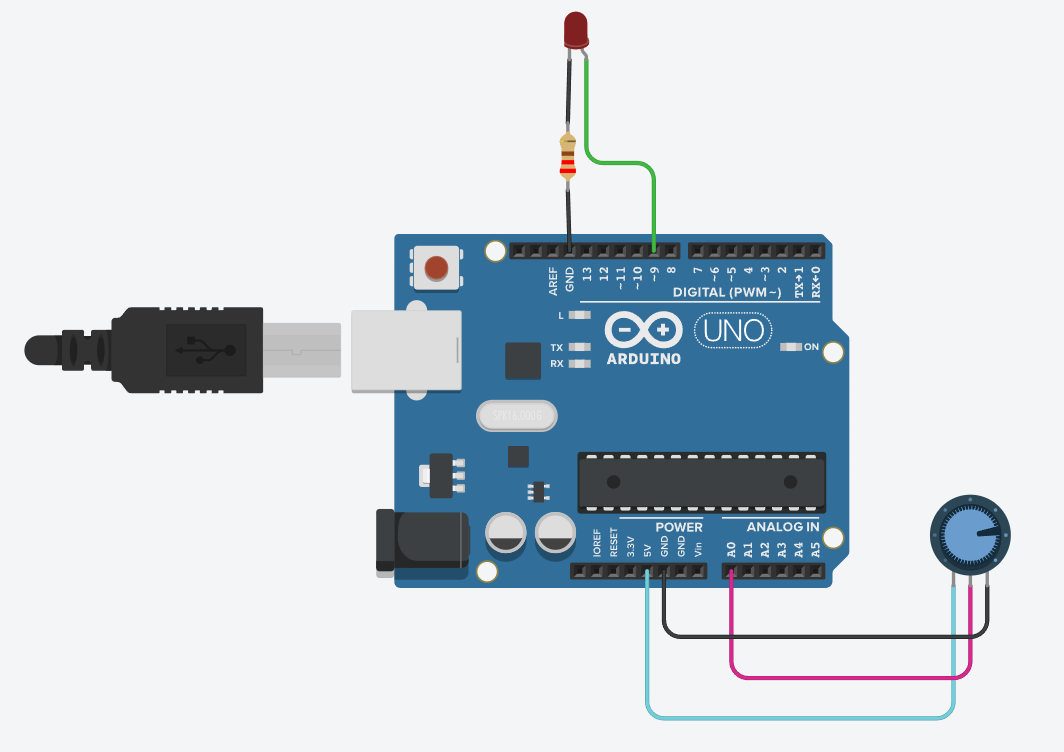 AREF
GND
13
12
~11
~10
~9
8
7
~6
~5
4
~3
2
TX→1
RX←0
DIGITAL (PWM~)
L
TX
RX
UNO
ON
ARDUINO
SPK16.000G
POWER
ANALOG IN
IOREF
RESET
3.3V
5V
GND
GND
Vin
A0
A1
A2
A3
A4
A5